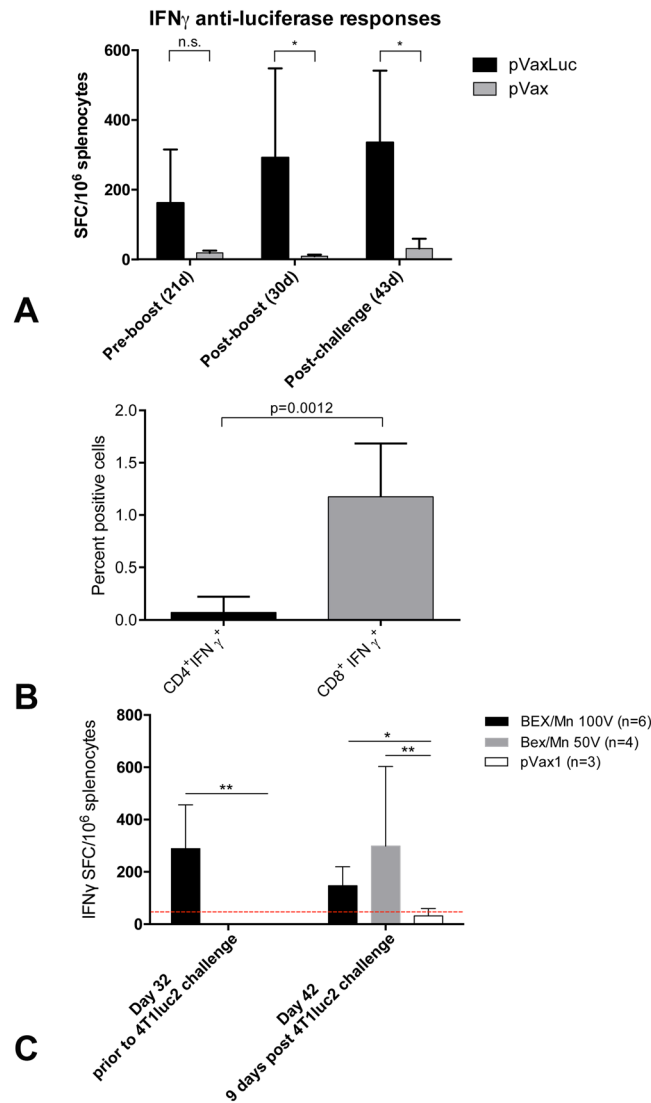 IFNγ anti-luciferase responses
n.s.
*
*
pVaxLuc
pVax
600
400
200
0
SFC/10⁶ splenocytes
Pre-boost (21d)
Post-boost (30d)
Post-challenge (43d)
A
p=0.0012
2.0
1.5
1.0
0.5
0.0
Percent positive cells
CD4⁺IFN γ⁺
CD8⁺ IFN γ⁺
B
BEX/Mn 100V (n=6)
Bex/Mn 50V (n=4)
pVax1 (n=3)
800
600
400
200
0
IFNγ SFC/10⁶ splenocytes
**
*
**
Day 32
prior to 4T1luc2 challenge
Day 42
9 days post 4T1luc2 challenge
C